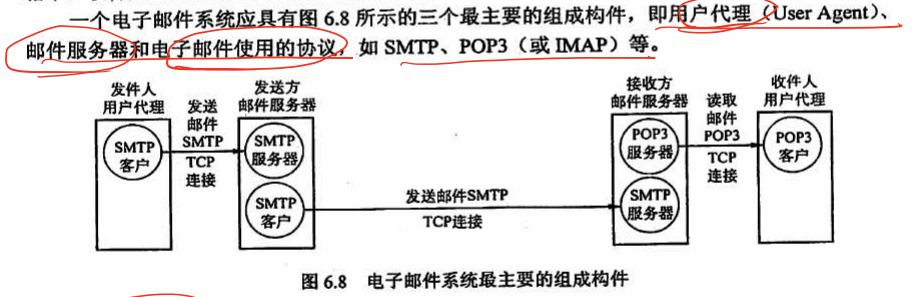 一个电子邮件系统应具有图 6.8 所示的三个最主要的组成构件，即用户代理（User Agent）、
邮件服务器和电子邮件使用的协议，如 SMTP、POP3（或 IMAP）等。
发件人
用户代理
发送
邮件
SMTP
TCP
连接
发送方
邮件服务器
接收方
邮件服务器
读取
邮件
POP3
TCP
连接
收件人
用户代理
SMTP
客户
SMTP
服务器
SMTP
客户
发送邮件SMTP
TCP连接
POP3
服务器
SMTP
服务器
POP3
客户
图 6.8 电子邮件系统最主要的组成构件